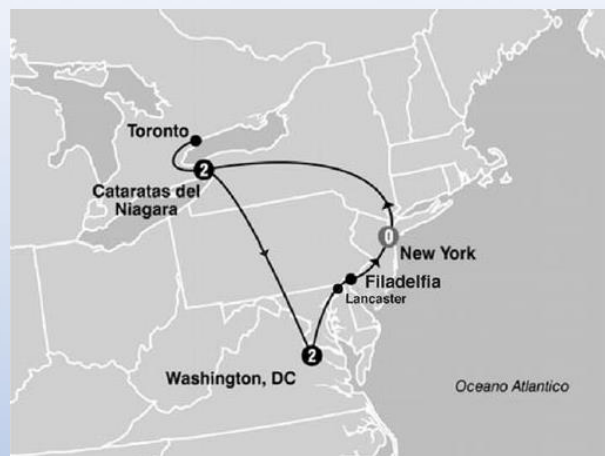 Toronto
2
Cataratas del
Niagara
0
New York
Filadelfia
Lancaster
2
Washington, DC
Oceano Atlantico